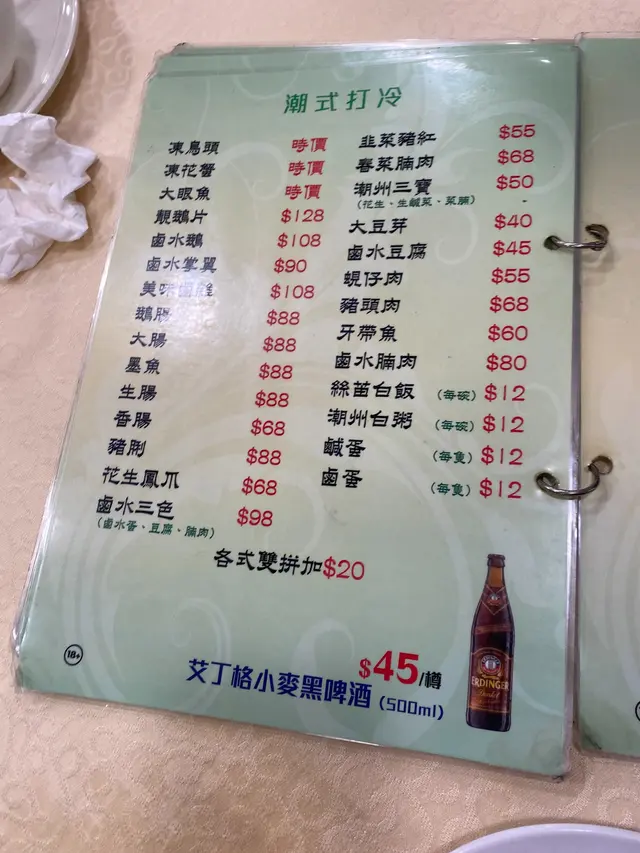 潮式打冷
凍烏頭 時價
凍花蟹 時價
大眼魚 時價
靚鵝片 $128
鹵水鵝 $108
鹵水掌翼 $90
美味鹵雞 $108
鵝腸 $88
大腸 $88
墨魚 $88
生腸 $88
香腸 $68
豬脷 $88
花生鳳爪 $68
鹵水三色 $98
(鹵水蛋、豆腐、腩肉)
韭菜豬紅 $55
春菜腩肉 $68
潮州三寶 $50
(花生、生鹹菜、菜脯)
大豆芽 $40
鹵水豆腐 $45
蜆仔肉 $55
豬頭肉 $68
牙帶魚 $60
鹵水腩肉 $80
絲苗白飯 (每碗) $12
潮州白粥 (每碗) $12
鹹蛋 (每隻) $12
鹵蛋 (每隻) $12
各式雙拼加$20
18+
艾丁格小麥黑啤酒 (500ml) $45/樽
ERDINGER
Dunkel